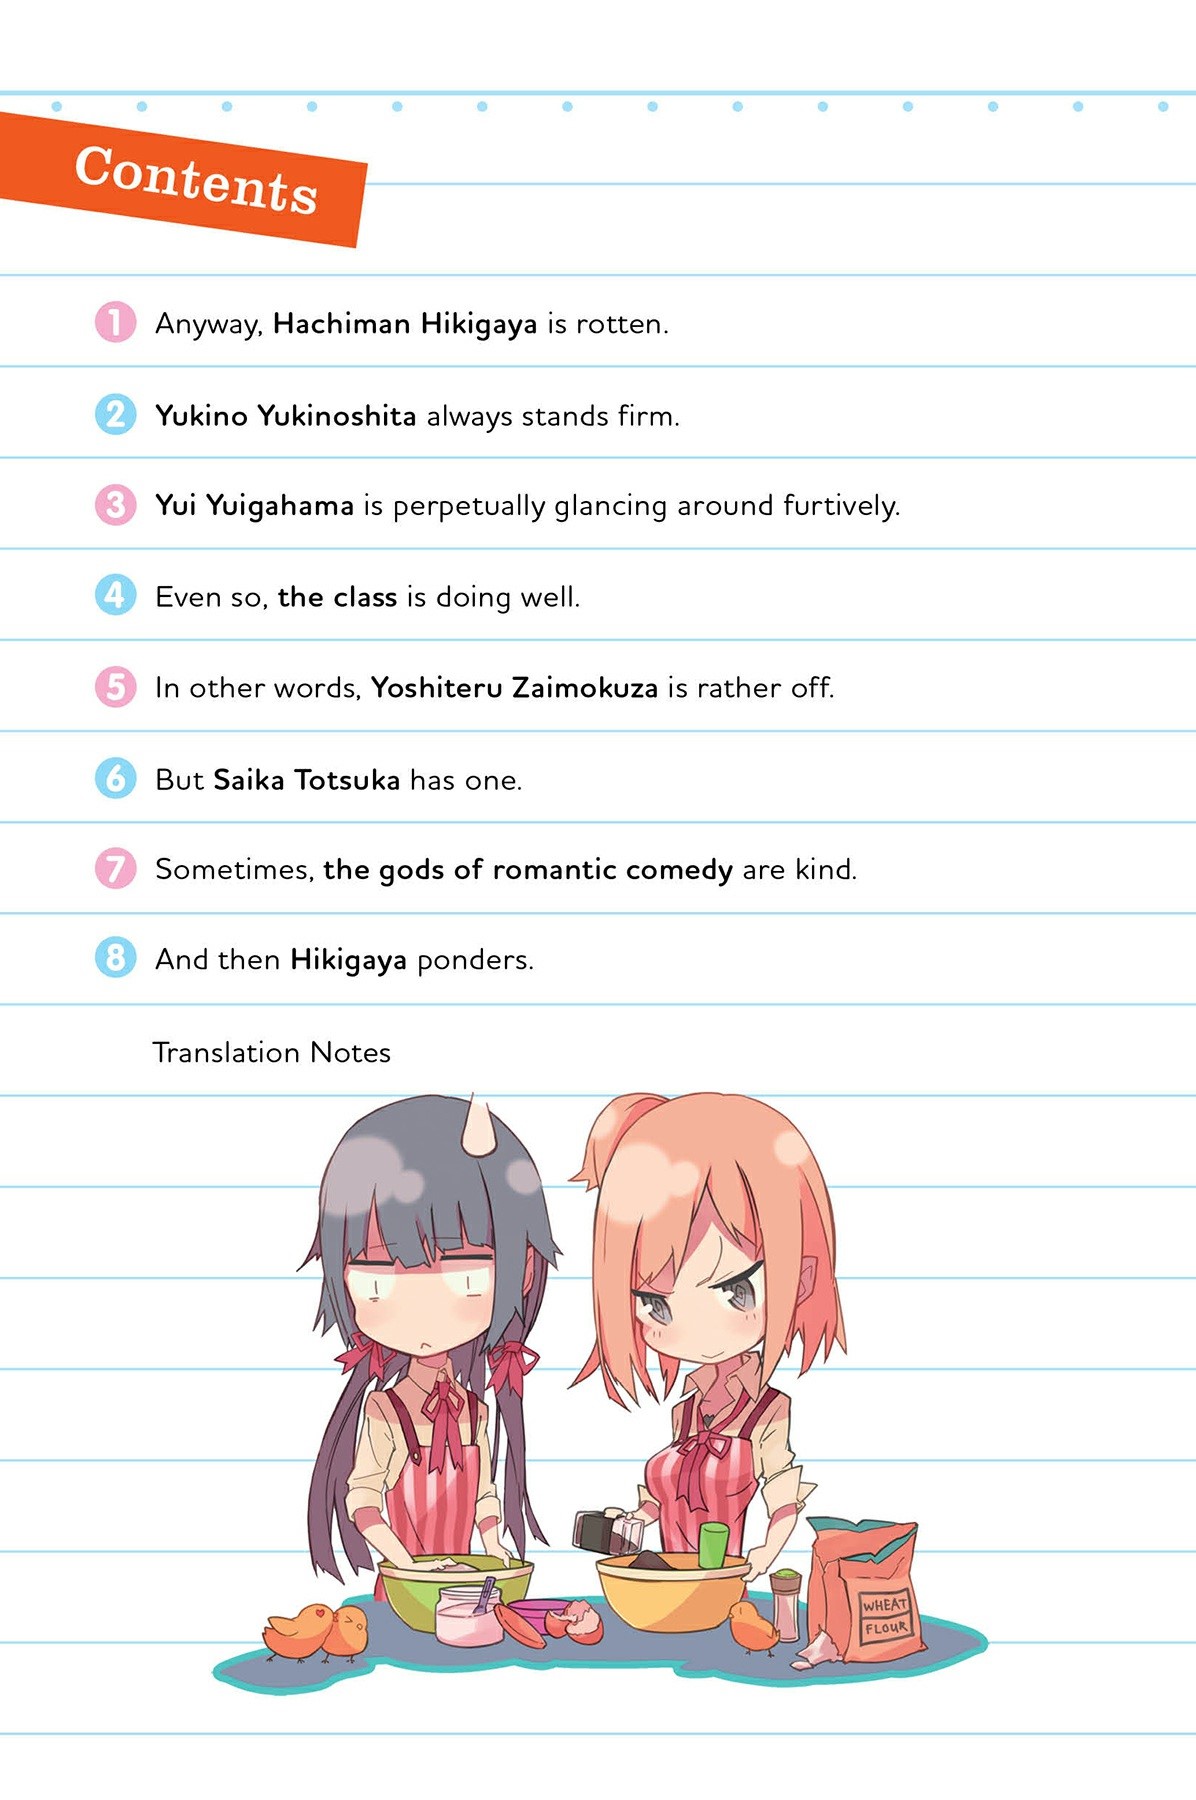 Contents
1 Anyway, Hachiman Hikigaya is rotten.
2 Yukino Yukinoshita always stands firm.
3 Yui Yuigahama is perpetually glancing around furtively.
4 Even so, the class is doing well.
5 In other words, Yoshiteru Zaimokuza is rather off.
6 But Saika Totsuka has one.
7 Sometimes, the gods of romantic comedy are kind.
8 And then Hikigaya ponders.
Translation Notes
WHEAT
FLOUR